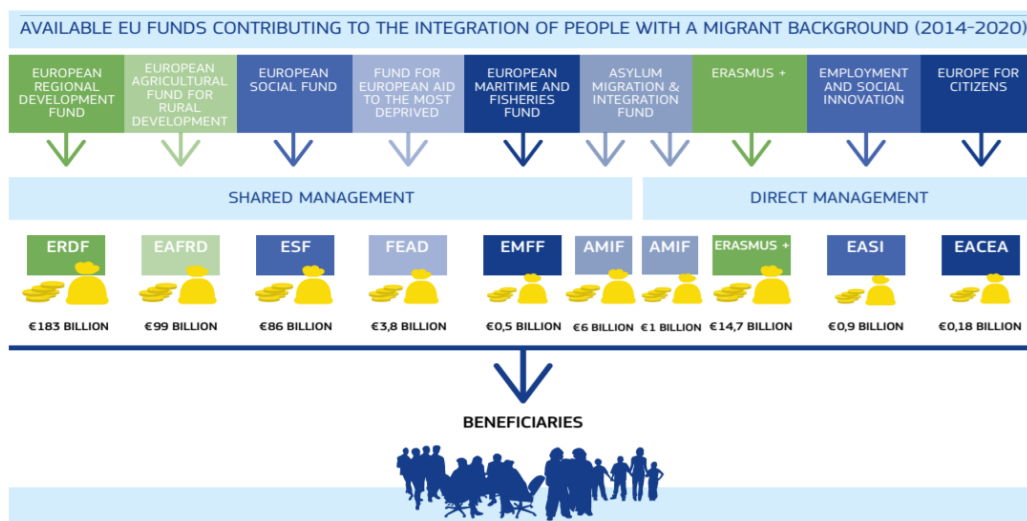 AVAILABLE EU FUNDS CONTRIBUTING TO THE INTEGRATION OF PEOPLE WITH A MIGRANT BACKGROUND (2014-2020)
EUROPEAN
REGIONAL
DEVELOPMENT
FUND
EUROPEAN
AGRICULTURAL
FUND FOR
RURAL
DEVELOPMENT
EUROPEAN
SOCIAL FUND
FUND FOR
EUROPEAN AID
TO THE MOST
DEPRIVED
EUROPEAN
MARITIME AND
FISHERIES
FUND
ASYLUM
MIGRATION &
INTEGRATION
FUND
ERASMUS +
EMPLOYMENT
AND SOCIAL
INNOVATION
EUROPE FOR
CITIZENS
SHARED MANAGEMENT
DIRECT MANAGEMENT
ERDF
EAFRD
ESF
FEAD
EMFF
AMIF
AMIF
ERASMUS +
EASI
EACEA
€183 BILLION
€99 BILLION
€86 BILLION
€3,8 BILLION
€0,5 BILLION
€6 BILLION
€1 BILLION
€14,7 BILLION
€0,9 BILLION
€0,18 BILLION
BENEFICIARIES